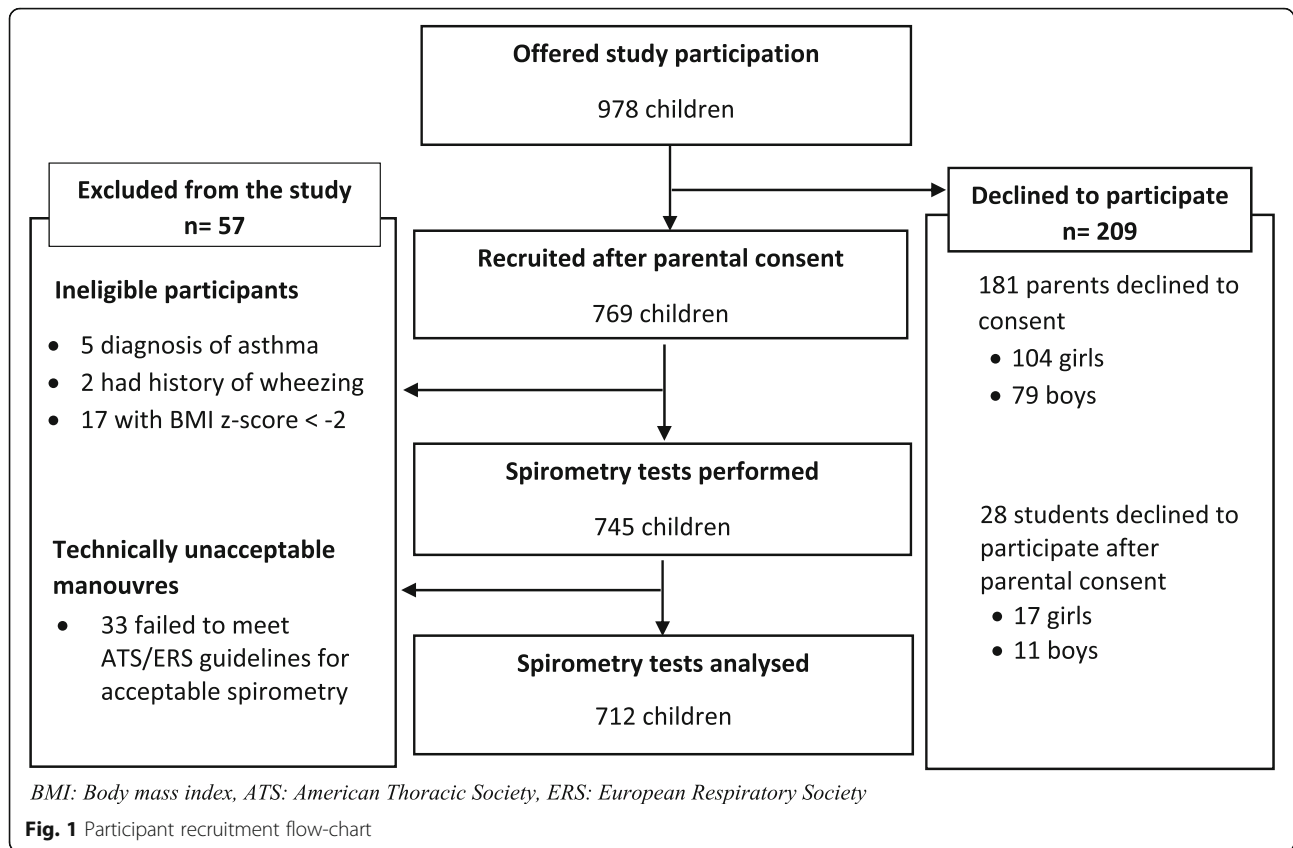 Offered study participation
978 children
Excluded from the study
n= 57
Declined to participate
n= 209
Recruited after parental consent
769 children
Ineligible participants
• 5 diagnosis of asthma
• 2 had history of wheezing
• 17 with BMI z-score < -2
181 parents declined to
consent
• 104 girls
• 79 boys
Spirometry tests performed
745 children
Technically unacceptable
manouvres
• 33 failed to meet
ATS/ERS guidelines for
acceptable spirometry
28 students declined to
participate after
parental consent
• 17 girls
• 11 boys
Spirometry tests analysed
712 children
BMI: Body mass index, ATS: American Thoracic Society, ERS: European Respiratory Society
Fig. 1 Participant recruitment flow-chart